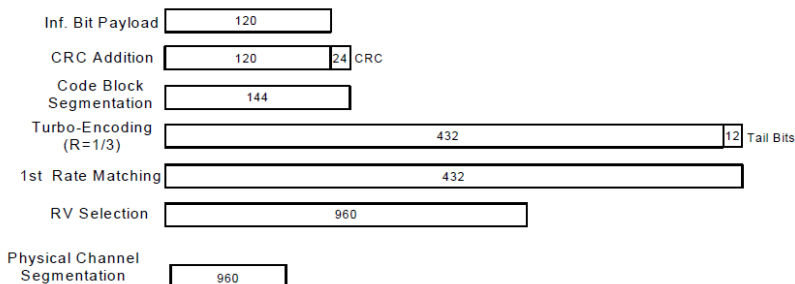 Inf. Bit Payload 120
CRC Addition 120 24 CRC
Code Block
Segmentation 144
Turbo-Encoding
(R=1/3) 432 12 Tail Bits
1st Rate Matching 432
RV Selection 960
Physical Channel
Segmentation 960